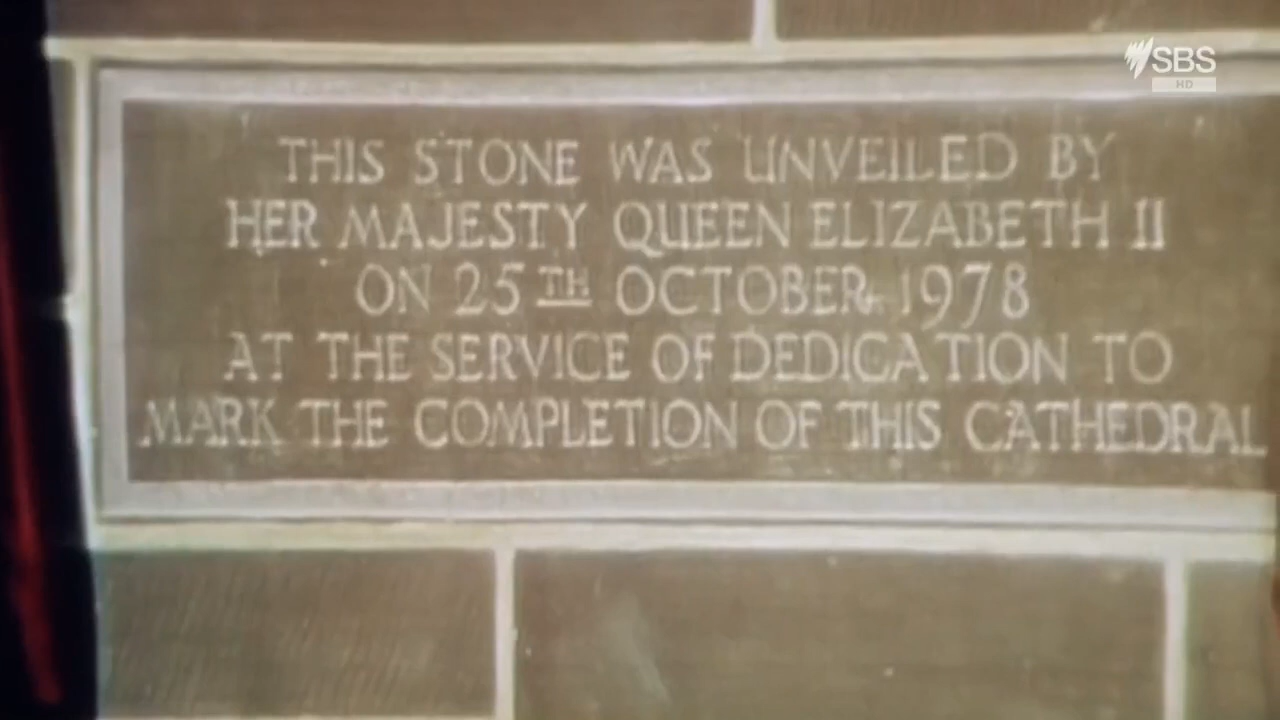 SBS
HD
THIS STONE WAS UNVEILED BY
HER MAJESTY QUEEN ELIZABETH II
ON 25TH OCTOBER 1978
AT THE SERVICE OF DEDICATION TO
MARK THE COMPLETION OF THIS CATHEDRAL